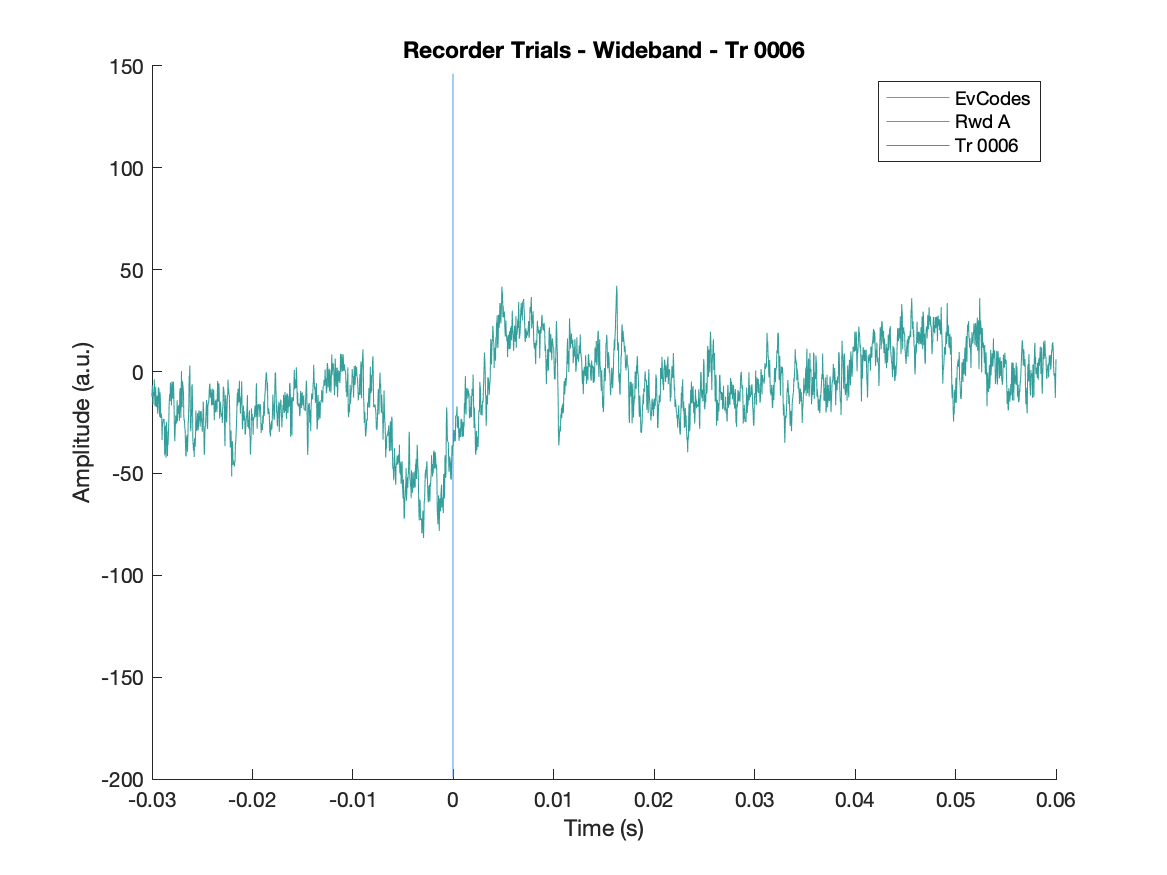 Recorder Trials - Wideband - Tr 0006
150
100
50
0
-50
-100
-150
-200
Amplitude (a.u.)
EvCodes
Rwd A
Tr 0006
-0.03 -0.02 -0.01 0 0.01 0.02 0.03 0.04 0.05 0.06
Time (s)